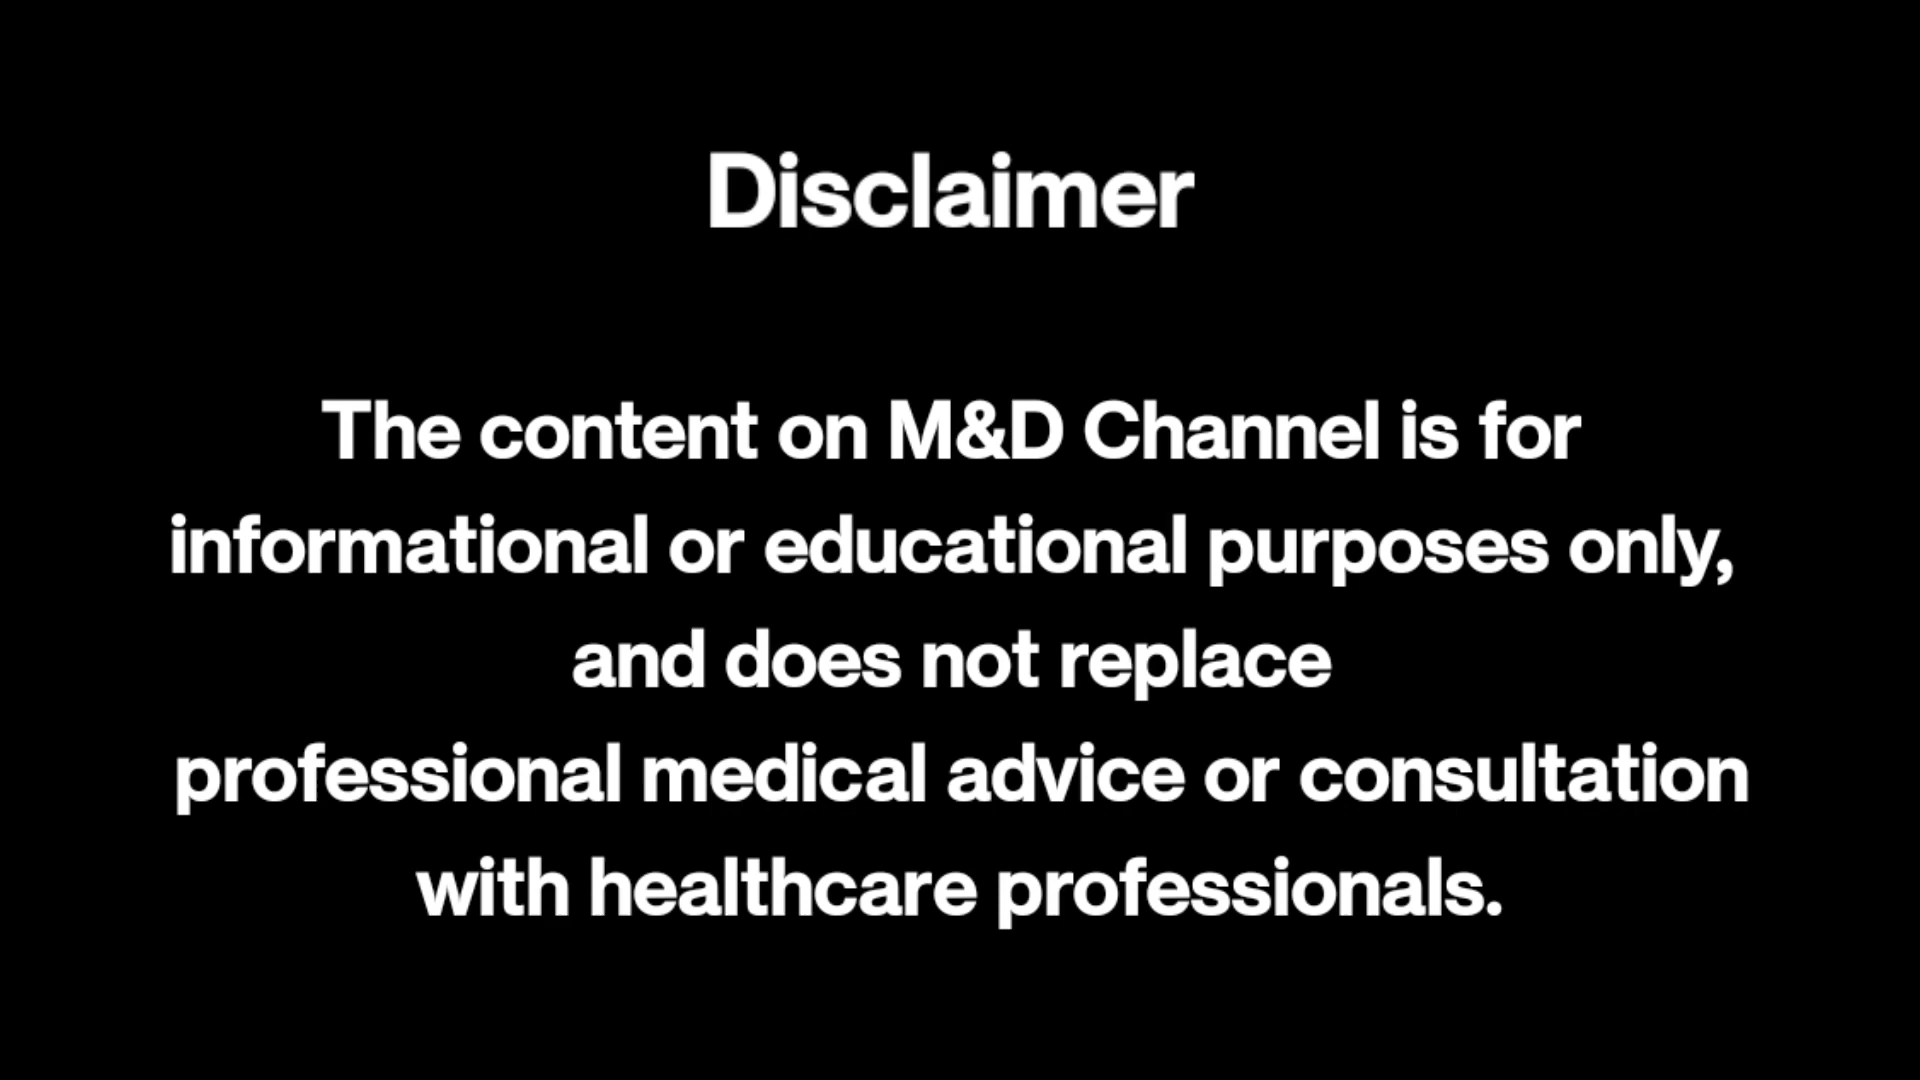 Disclaimer
The content on M&D Channel is for
informational or educational purposes only,
and does not replace
professional medical advice or consultation
with healthcare professionals.